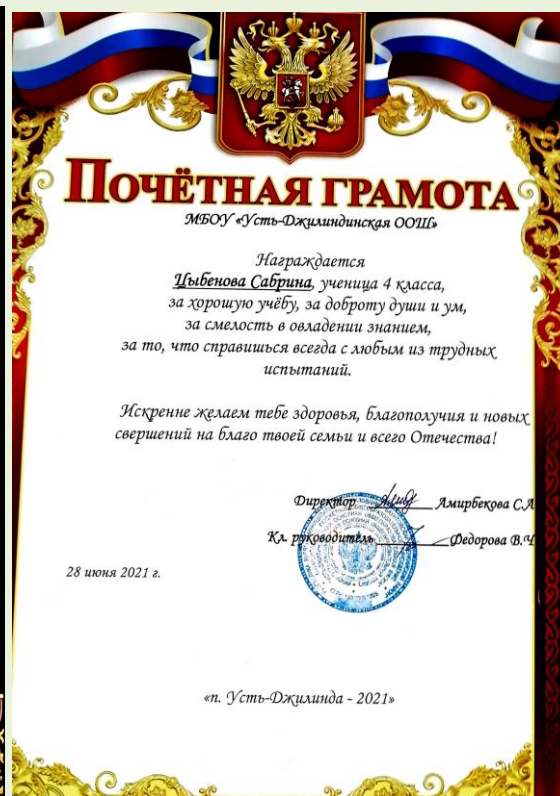 ПОЧЁТНАЯ ГРАМОТА
МБОУ «Усть-Джилиндинская ООШ»
Награждается
Цыбенова Сабрина, ученица 4 класса,
за хорошую учёбу, за доброту души и ум,
за смелость в овладении знанием,
за то, что справишься всегда с любым из трудных
испытаний.
Искренне желаем тебе здоровья, благополучия и новых
свершений на благо твоей семьи и всего Отечества!
Директор Амирбекова С.А
Кл. руководитель Федорова В.Ч
28 июня 2021 г.
«п. Усть-Джилинда - 2021»